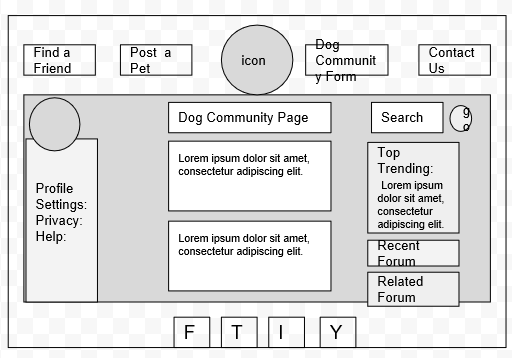 Find a
Friend
Post a
Pet
icon
Dog
Communit
y Form
Contact
Us
Dog Community Page
Search
g
o
Lorem ipsum dolor sit amet,
consectetur adipiscing elit.
Top
Trending:
Lorem ipsum
dolor sit amet,
consectetur
adipiscing elit.
Profile
Settings:
Privacy:
Help:
Lorem ipsum dolor sit amet,
consectetur adipiscing elit.
Recent
Forum
Related
Forum
F T I Y